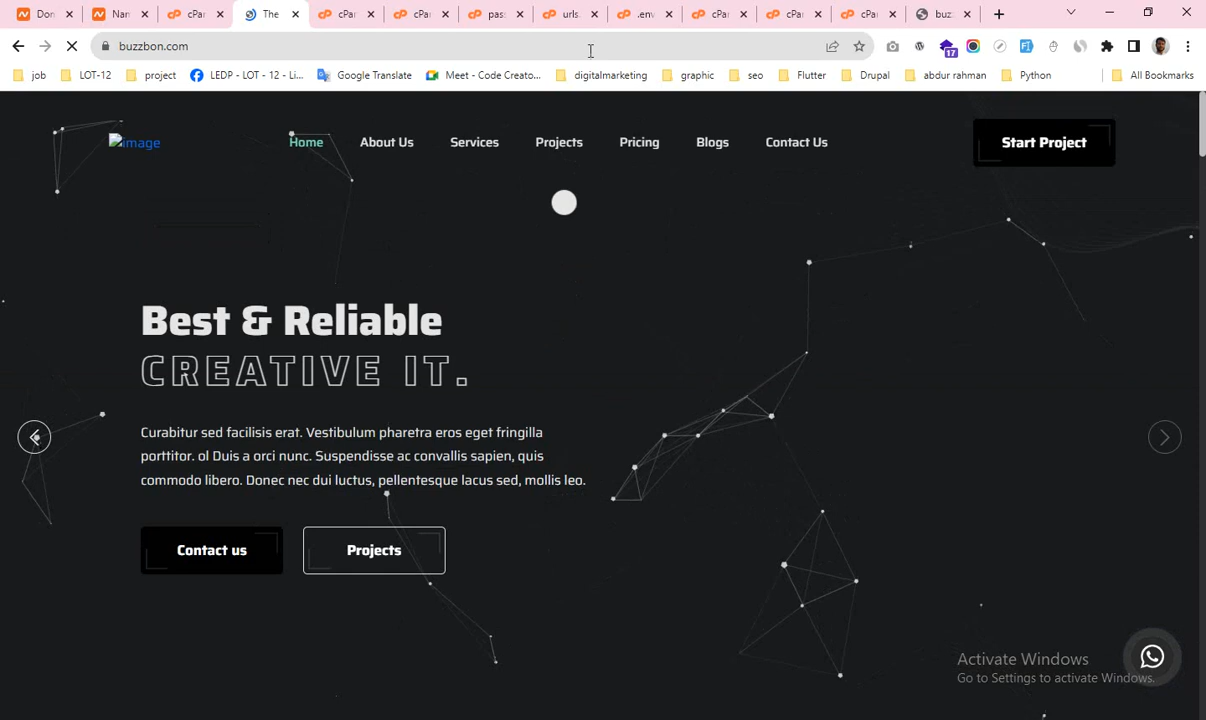 Don
Nan
cPar
The
cPar
cPar
pass
urls.
.env
cPar
cPar
cPar
buz
buzzbon.com
17
job
LOT-12
project
LEDP - LOT - 12 - Li...
Google Translate
Meet - Code Creato...
digitalmarketing
graphic
seo
Flutter
Drupal
abdur rahman
Python
All Bookmarks
image
Home
About Us
Services
Projects
Pricing
Blogs
Contact Us
Start Project
Best & Reliable
CREATIVE IT.
Curabitur sed facilisis erat. Vestibulum pharetra eros eget fringilla
porttitor. ol Duis a orci nunc. Suspendisse ac convallis sapien, quis
commodo libero. Donec nec dui luctus, pellentesque lacus sed, mollis leo.
Contact us
Projects
Activate Windows
Go to Settings to activate Windows.